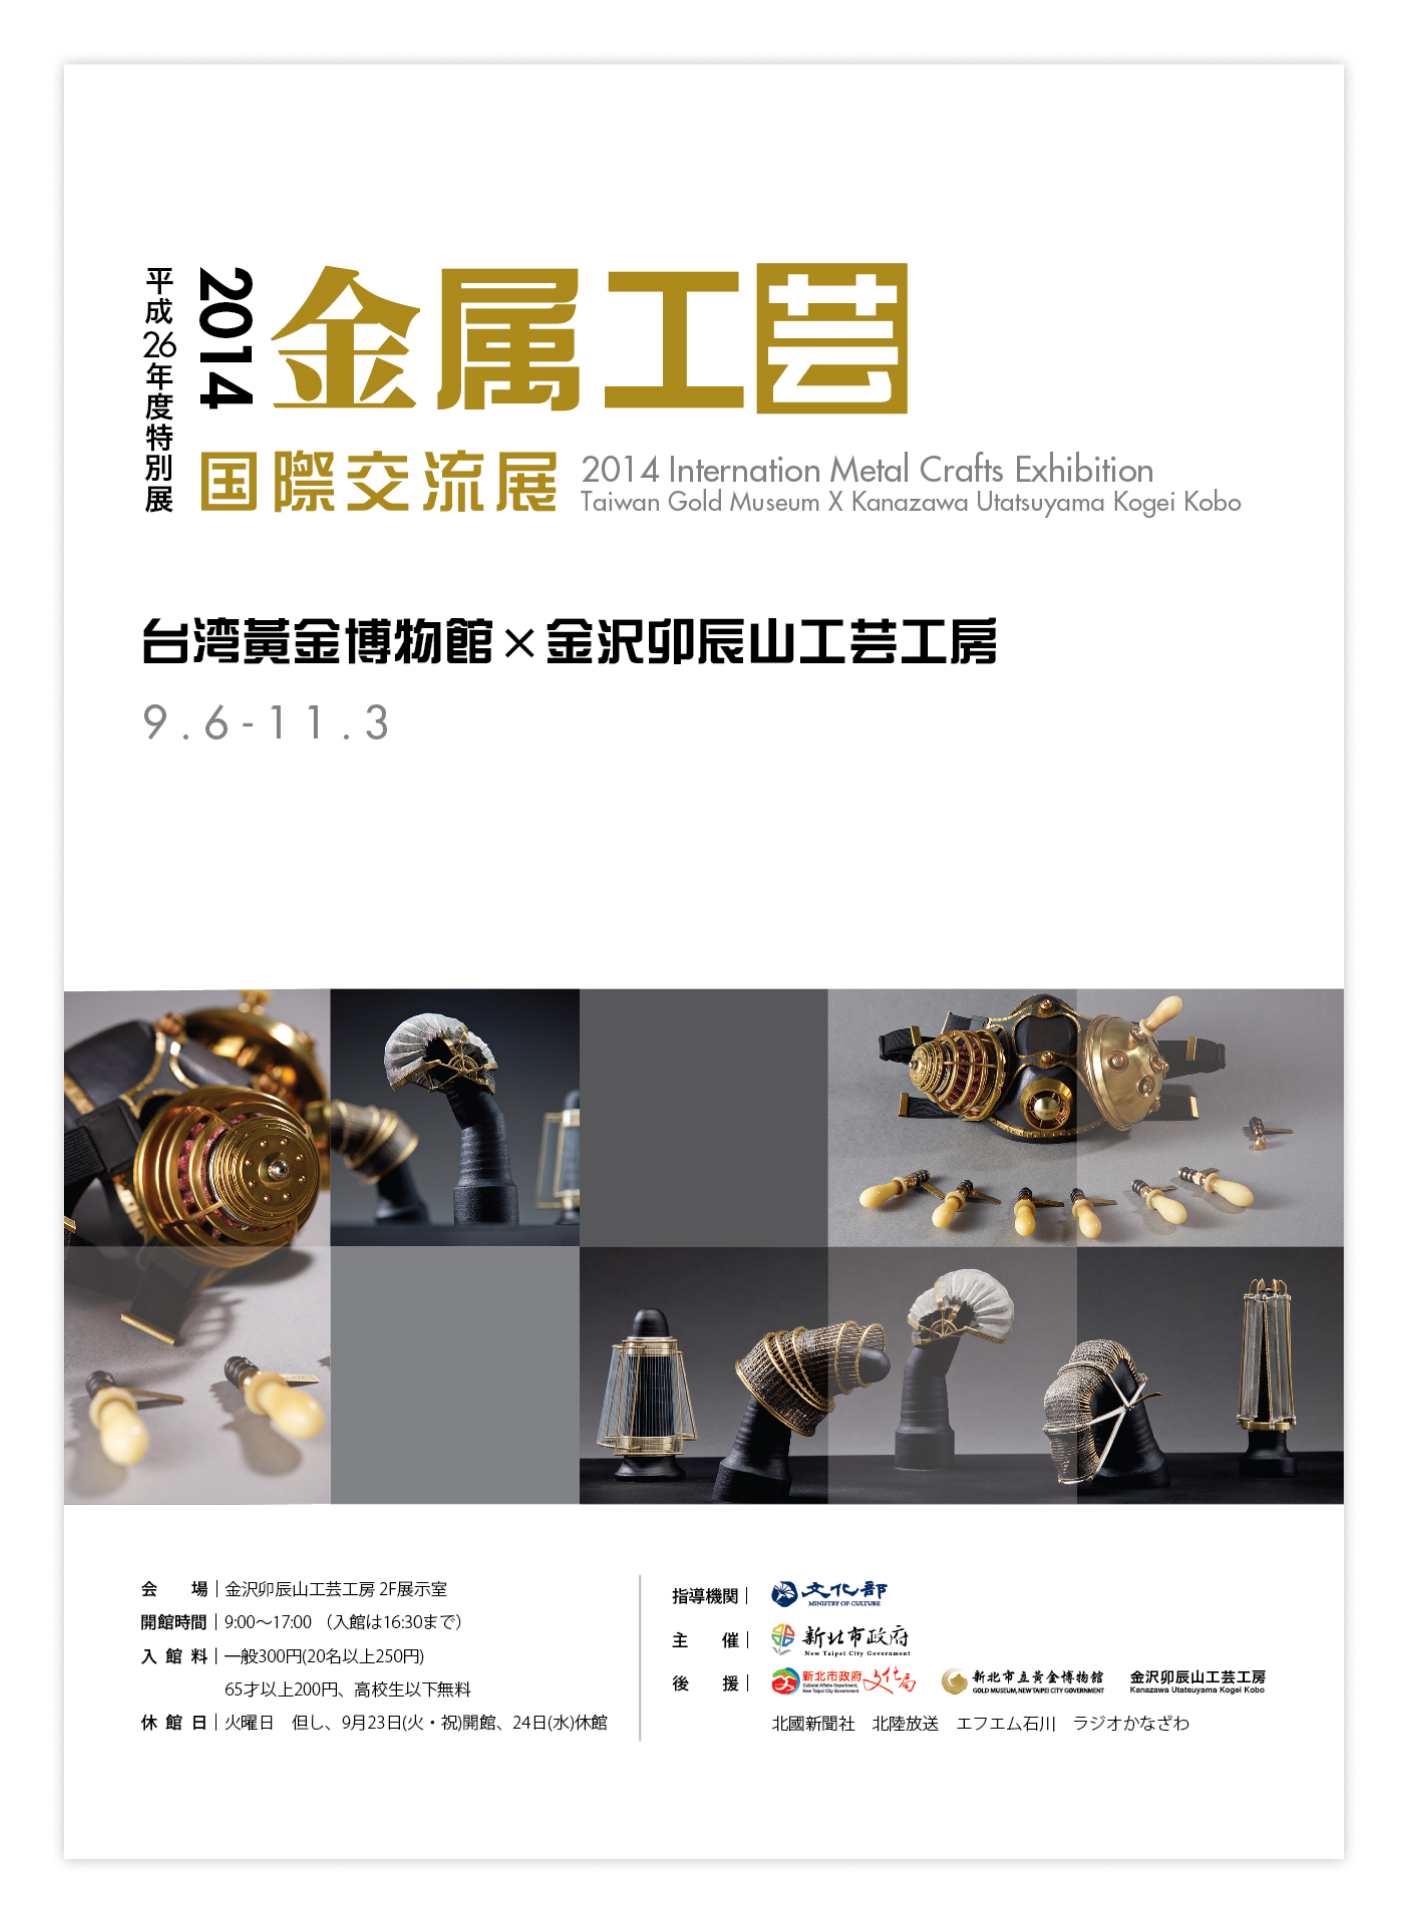 平成26年度特別展
2014
金属工芸
国際交流展
2014 Internation Metal Crafts Exhibition
Taiwan Gold Museum X Kanazawa Utatsuyama Kogei Kobo
台湾黃金博物館×金沢卯辰山工芸工房
9.6-11.3
会場｜金沢卯辰山工芸工房 2F展示室
開館時間｜9:00〜17:00 （入館は16:30まで）
入館料｜一般300円(20名以上250円)
65才以上200円、高校生以下無料
休館日｜火曜日　但し、9月23日(火・祝)開館、24日(水)休館
指導機関｜文化部
MINISTRY OF CULTURE
主催｜新北市政府
New Taipei City Government
後援｜新北市政府文化局 新北市立黃金博物館 金沢卯辰山工芸工房
Cultural Affairs Department, New Taipei City Government GOLD MUSEUM, NEW TAIPEI CITY GOVERNMENT Kanazawa Utatsuyama Kogei Kobo
北國新聞社　北陸放送　エフエム石川　ラジオかなざわ